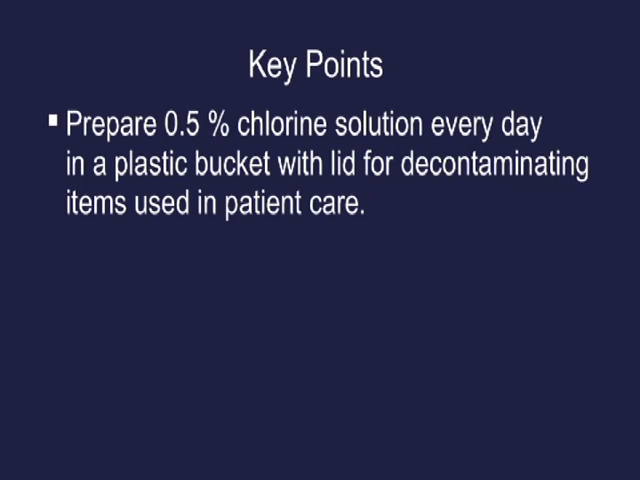 Key Points
▪ Prepare 0.5 % chlorine solution every day
in a plastic bucket with lid for decontaminating
items used in patient care.